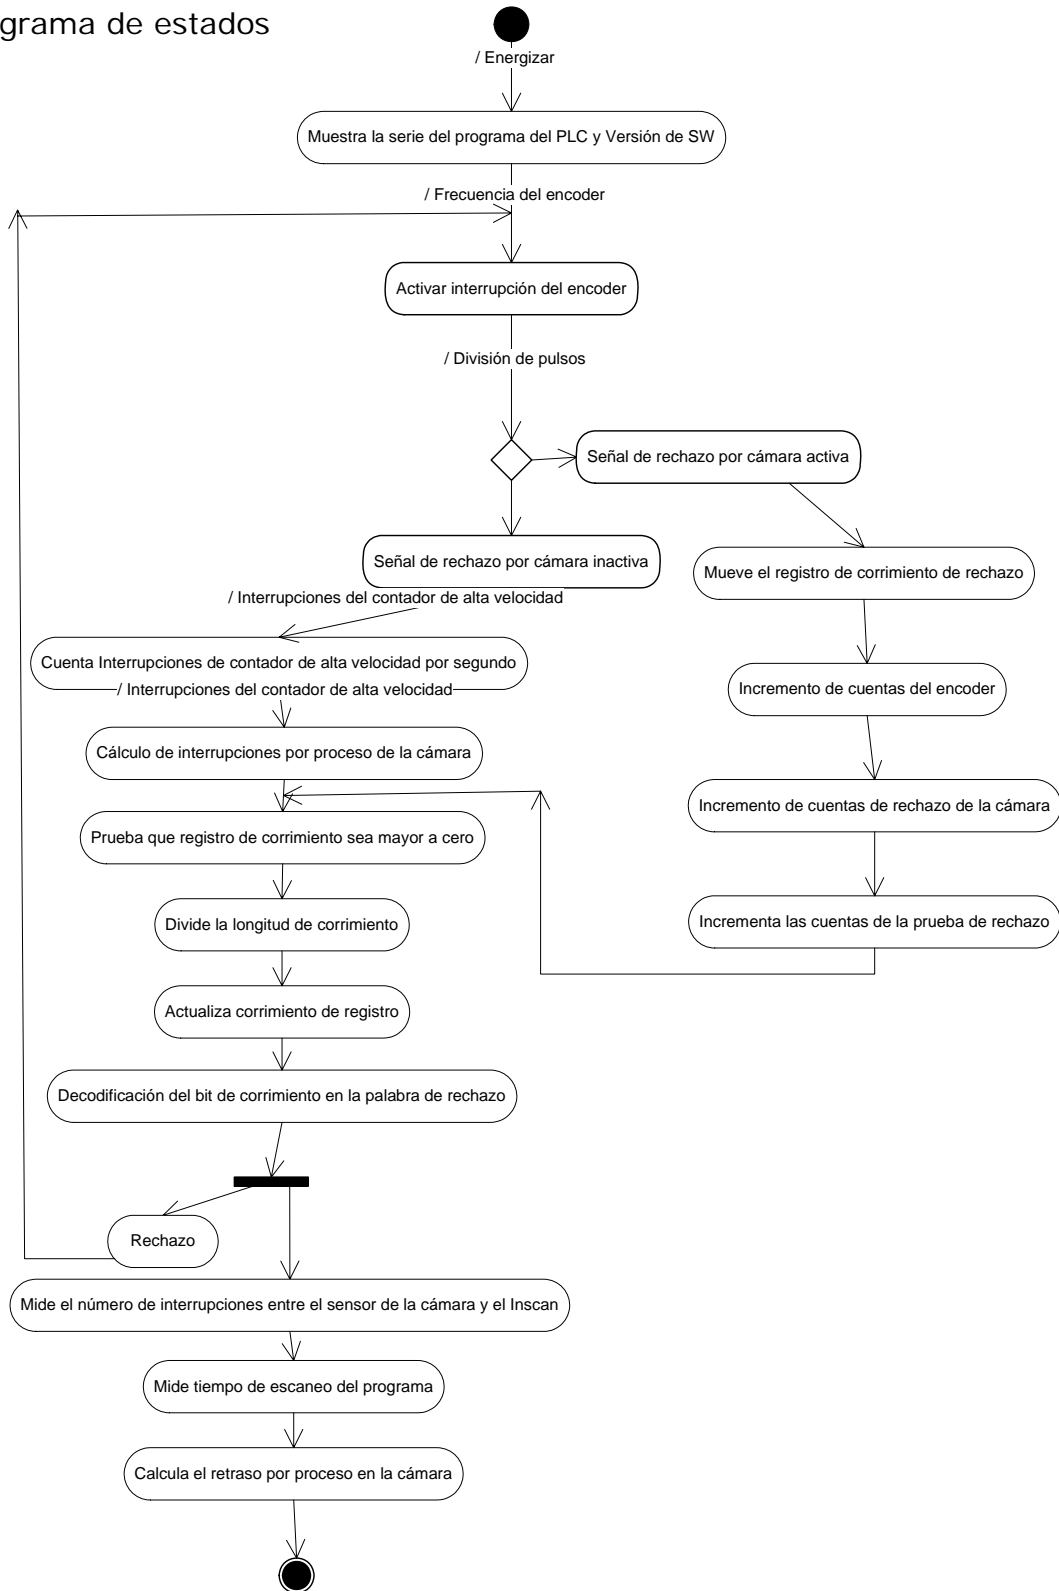 grama de estados
/ Energizar
Muestra la serie del programa del PLC y Versión de SW
/ Frecuencia del encoder
Activar interrupción del encoder
/ División de pulsos
Señal de rechazo por cámara activa
Señal de rechazo por cámara inactiva
Mueve el registro de corrimiento de rechazo
/ Interrupciones del contador de alta velocidad
Cuenta Interrupciones de contador de alta velocidad por segundo
/ Interrupciones del contador de alta velocidad
Incremento de cuentas del encoder
Cálculo de interrupciones por proceso de la cámara
Incremento de cuentas de rechazo de la cámara
Prueba que registro de corrimiento sea mayor a cero
Incrementa las cuentas de la prueba de rechazo
Divide la longitud de corrimiento
Actualiza corrimiento de registro
Decodificación del bit de corrimiento en la palabra de rechazo
Rechazo
Mide el número de interrupciones entre el sensor de la cámara y el Inscan
Mide tiempo de escaneo del programa
Calcula el retraso por proceso en la cámara